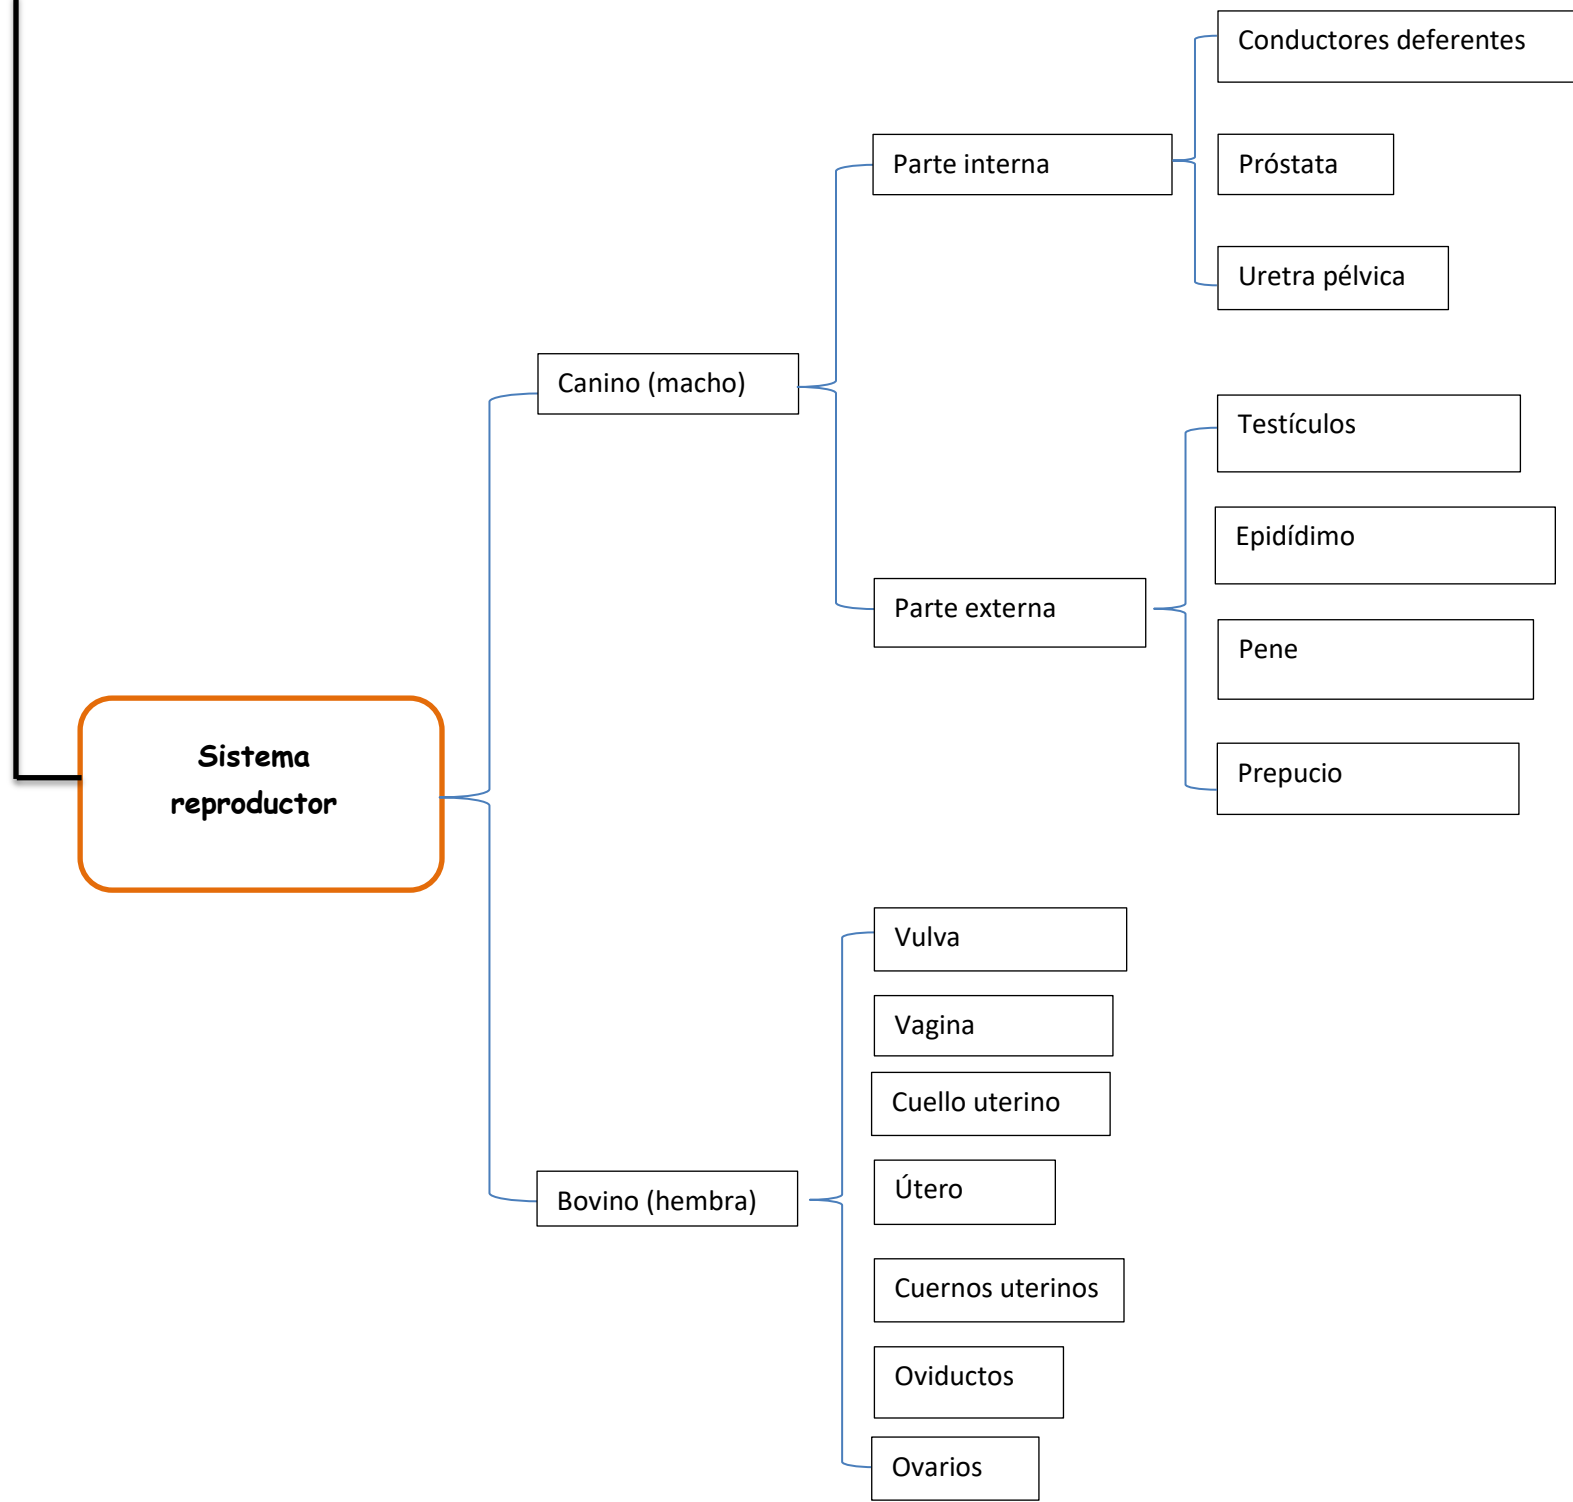 Sistema
reproductor
Canino (macho)
Parte interna
Conductores deferentes
Próstata
Uretra pélvica
Parte externa
Testículos
Epidídimo
Pene
Prepucio
Bovino (hembra)
Vulva
Vagina
Cuello uterino
Útero
Cuernos uterinos
Oviductos
Ovarios